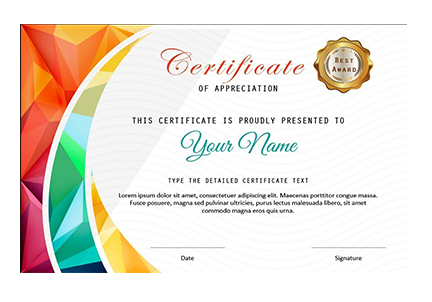 Certificate
OF APPRECIATION
BEST
AWARD
THIS CERTIFICATE IS PROUDLY PRESENTED TO
Your Name
TYPE THE DETAILED CERTIFICATE TEXT
Lorem ipsum dolor sit amet, consectetuer adipiscing elit. Maecenas porttitor congue massa.
Fusce posuere, magna sed pulvinar ultricies, purus lectus malesuada libero, sit amet commodo
magna eros quis urna.
Date
Signature